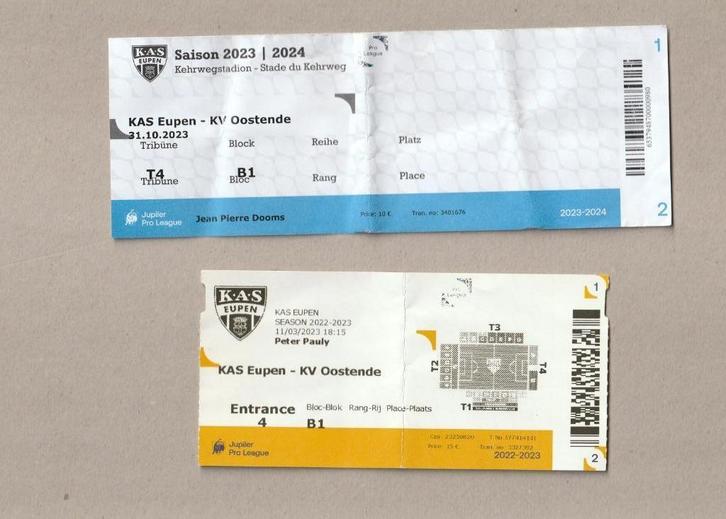 K·A·S
EUPEN
Saison 2023 | 2024
Kehrwegstadion - Stade du Kehrweg
Pro
League
KAS Eupen - KV Oostende
31.10.2023
Tribüne Block Reihe Platz
T4 B1
Tribune Bloc Rang Place
Jupiler
Pro League
Jean Pierre Dooms
Price: 10 € Tran. no: 3401676
2023-2024
1
2
K·A·S
EUPEN
KAS EUPEN
SEASON 2022-2023
11/03/2023 18:15
Peter Pauly
KAS Eupen - KV Oostende
Entrance Bloc-Blok Rang-Rij Place-Plaats
4 B1
T3
T2
T4
T1
Jupiler
Pro League
Price: 15 €
2022-2023
1
2